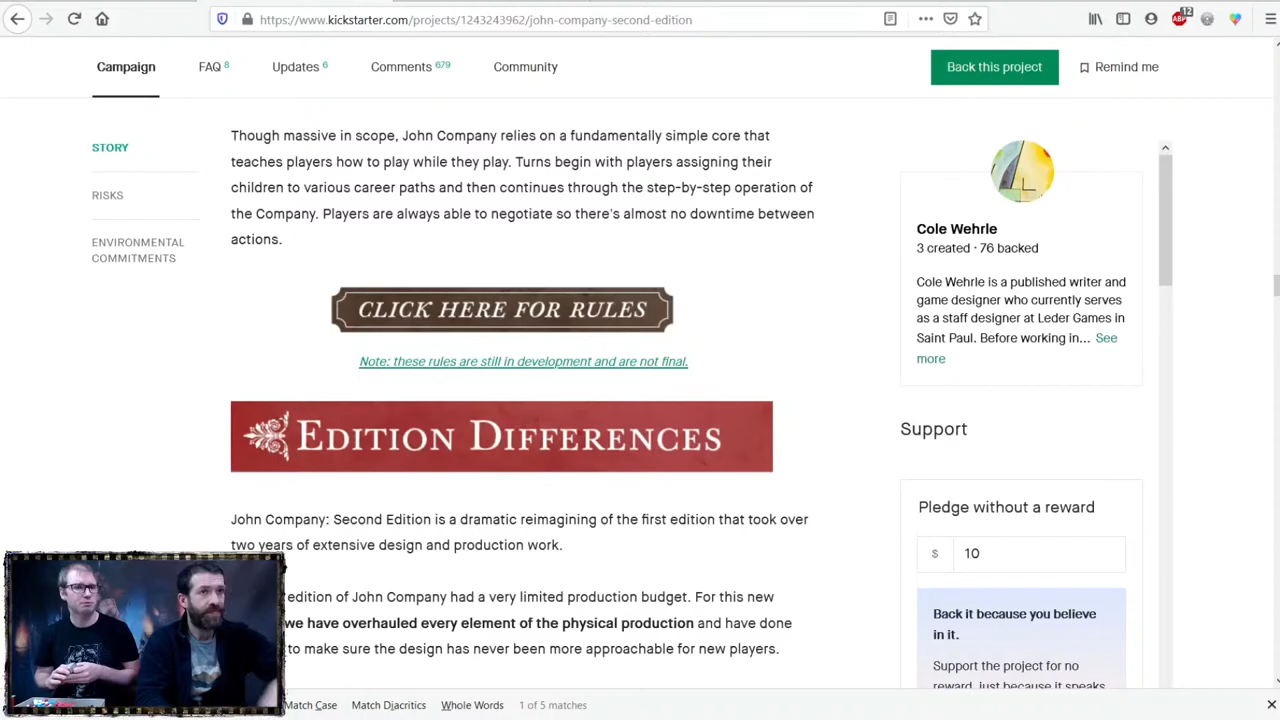 https://www.kickstarter.com/projects/1243243962/john-company-second-edition
12
Campaign
FAQ 8
Updates 6
Comments 679
Community
Back this project
Remind me
STORY
RISKS
ENVIRONMENTAL
COMMITMENTS
Though massive in scope, John Company relies on a fundamentally simple core that
teaches players how to play while they play. Turns begin with players assigning their
children to various career paths and then continues through the step-by-step operation of
the Company. Players are always able to negotiate so there's almost no downtime between
actions.
CLICK HERE FOR RULES
Note: these rules are still in development and are not final.
EDITION DIFFERENCES
John Company: Second Edition is a dramatic reimagining of the first edition that took over
two years of extensive design and production work.
edition of John Company had a very limited production budget. For this new
we have overhauled every element of the physical production and have done
to make sure the design has never been more approachable for new players.
Cole Wehrle
3 created · 76 backed
Cole Wehrle is a published writer and
game designer who currently serves
as a staff designer at Leder Games in
Saint Paul. Before working in... See
more
Support
Pledge without a reward
$ 10
Back it because you believe
in it.
Support the project for no
reward, just because it speaks
Match Case
Match Diacritics
Whole Words
1 of 5 matches